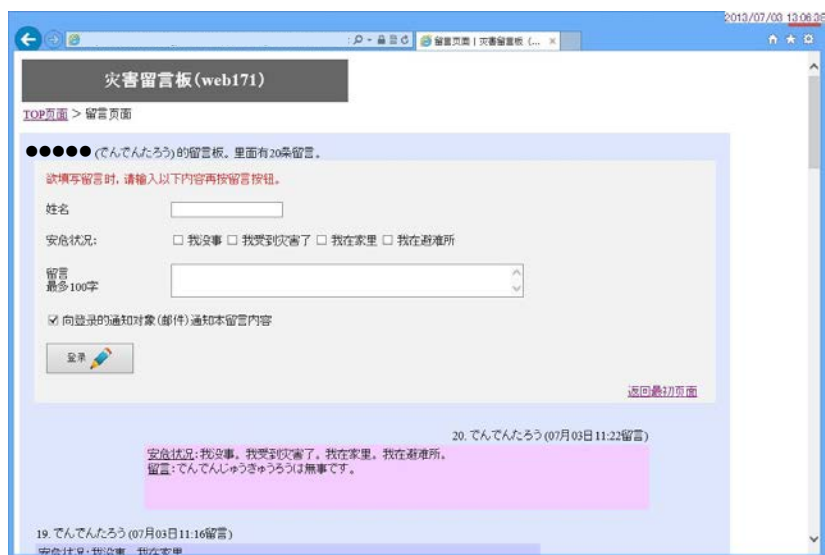 2013/07/03 13:06:36
留言页面 | 灾害留言板 (...
灾害留言板(web171)
TOP页面 > 留言页面
●●●●● (でんでんたろう)的留言板。里面有20条留言。
欲填写留言时, 请输入以下内容再按留言按钮。
姓名
安危状况: 我没事 我受到灾害了 我在家里 我在避难所
留言
最多100字
向登录的通知对象(邮件)通知本留言内容
登录
返回最初页面
20. でんでんたろう (07月03日11:22留言)
安危状况:我没事。我受到灾害了。我在家里。我在避难所。
留言:でんでんじゅうぎゅうろうは無事です。
19. でんでんたろう (07月03日11:16留言)
安危状况:我没事。我在家里